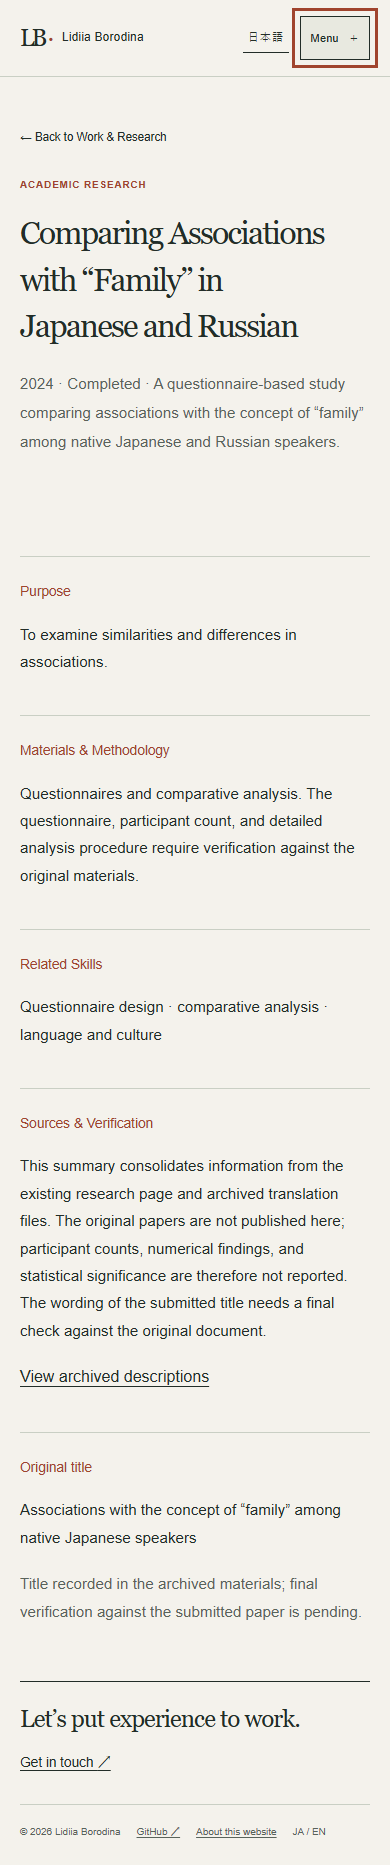 LB· Lidiia Borodina 日本語 Menu +
← Back to Work & Research
ACADEMIC RESEARCH
Comparing Associations
with “Family” in
Japanese and Russian
2024 · Completed · A questionnaire-based study
comparing associations with the concept of “family”
among native Japanese and Russian speakers.
Purpose
To examine similarities and differences in
associations.
Materials & Methodology
Questionnaires and comparative analysis. The
questionnaire, participant count, and detailed
analysis procedure require verification against the
original materials.
Related Skills
Questionnaire design · comparative analysis ·
language and culture
Sources & Verification
This summary consolidates information from the
existing research page and archived translation
files. The original papers are not published here;
participant counts, numerical findings, and
statistical significance are therefore not reported.
The wording of the submitted title needs a final
check against the original document.
View archived descriptions
Original title
Associations with the concept of “family” among
native Japanese speakers
Title recorded in the archived materials; final
verification against the submitted paper is pending.
Let’s put experience to work.
Get in touch ↗
© 2026 Lidiia Borodina GitHub ↗ About this website JA / EN